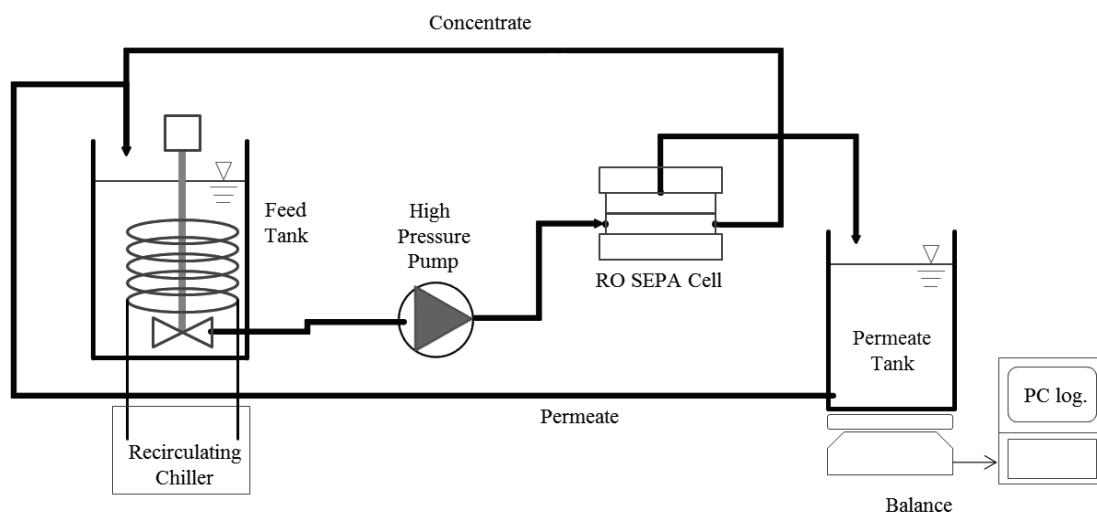 Concentrate
Feed
Tank
High
Pressure
Pump
RO SEPA Cell
Permeate
Tank
PC log.
Permeate
Recirculating
Chiller
Balance